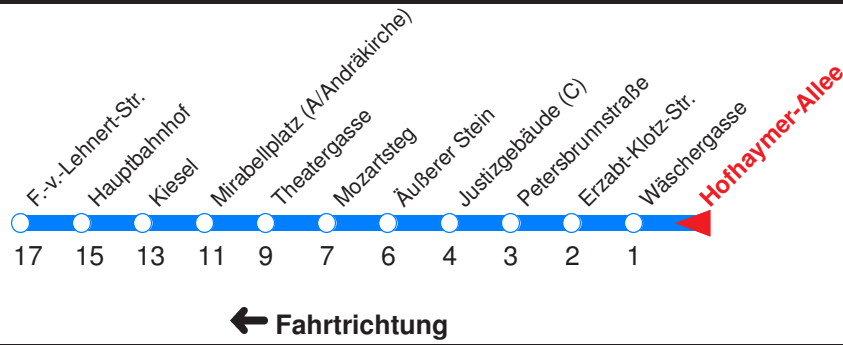 F.-v.-Lehnert-Str.
Hauptbahnhof
Kiesel
Mirabellplatz (A/Andräkirche)
Theatergasse
Mozartsteg
Äußerer Stein
Justizgebäude (C)
Petersbrunnstraße
Erzabt-Klotz-Str.
Wäschergasse
Hofhaymer-Allee
17 15 13 11 9 7 6 4 3 2 1
Fahrtrichtung